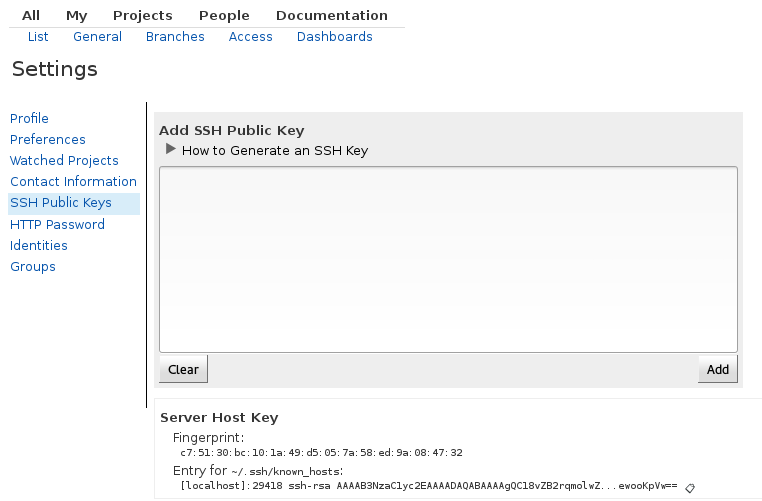 All My Projects People Documentation
List General Branches Access Dashboards
Settings
Profile
Preferences
Watched Projects
Contact Information
SSH Public Keys
HTTP Password
Identities
Groups
Add SSH Public Key
How to Generate an SSH Key
Clear Add
Server Host Key
Fingerprint:
c7:51:30:bc:10:1a:49:d5:05:7a:58:ed:9a:08:47:32
Entry for ~/.ssh/known_hosts:
[localhost]:29418 ssh-rsa AAAAB3NzaC1yc2EAAAADAQABAAAAgQC18vZB2rqmolwZ...ewooKpVw==